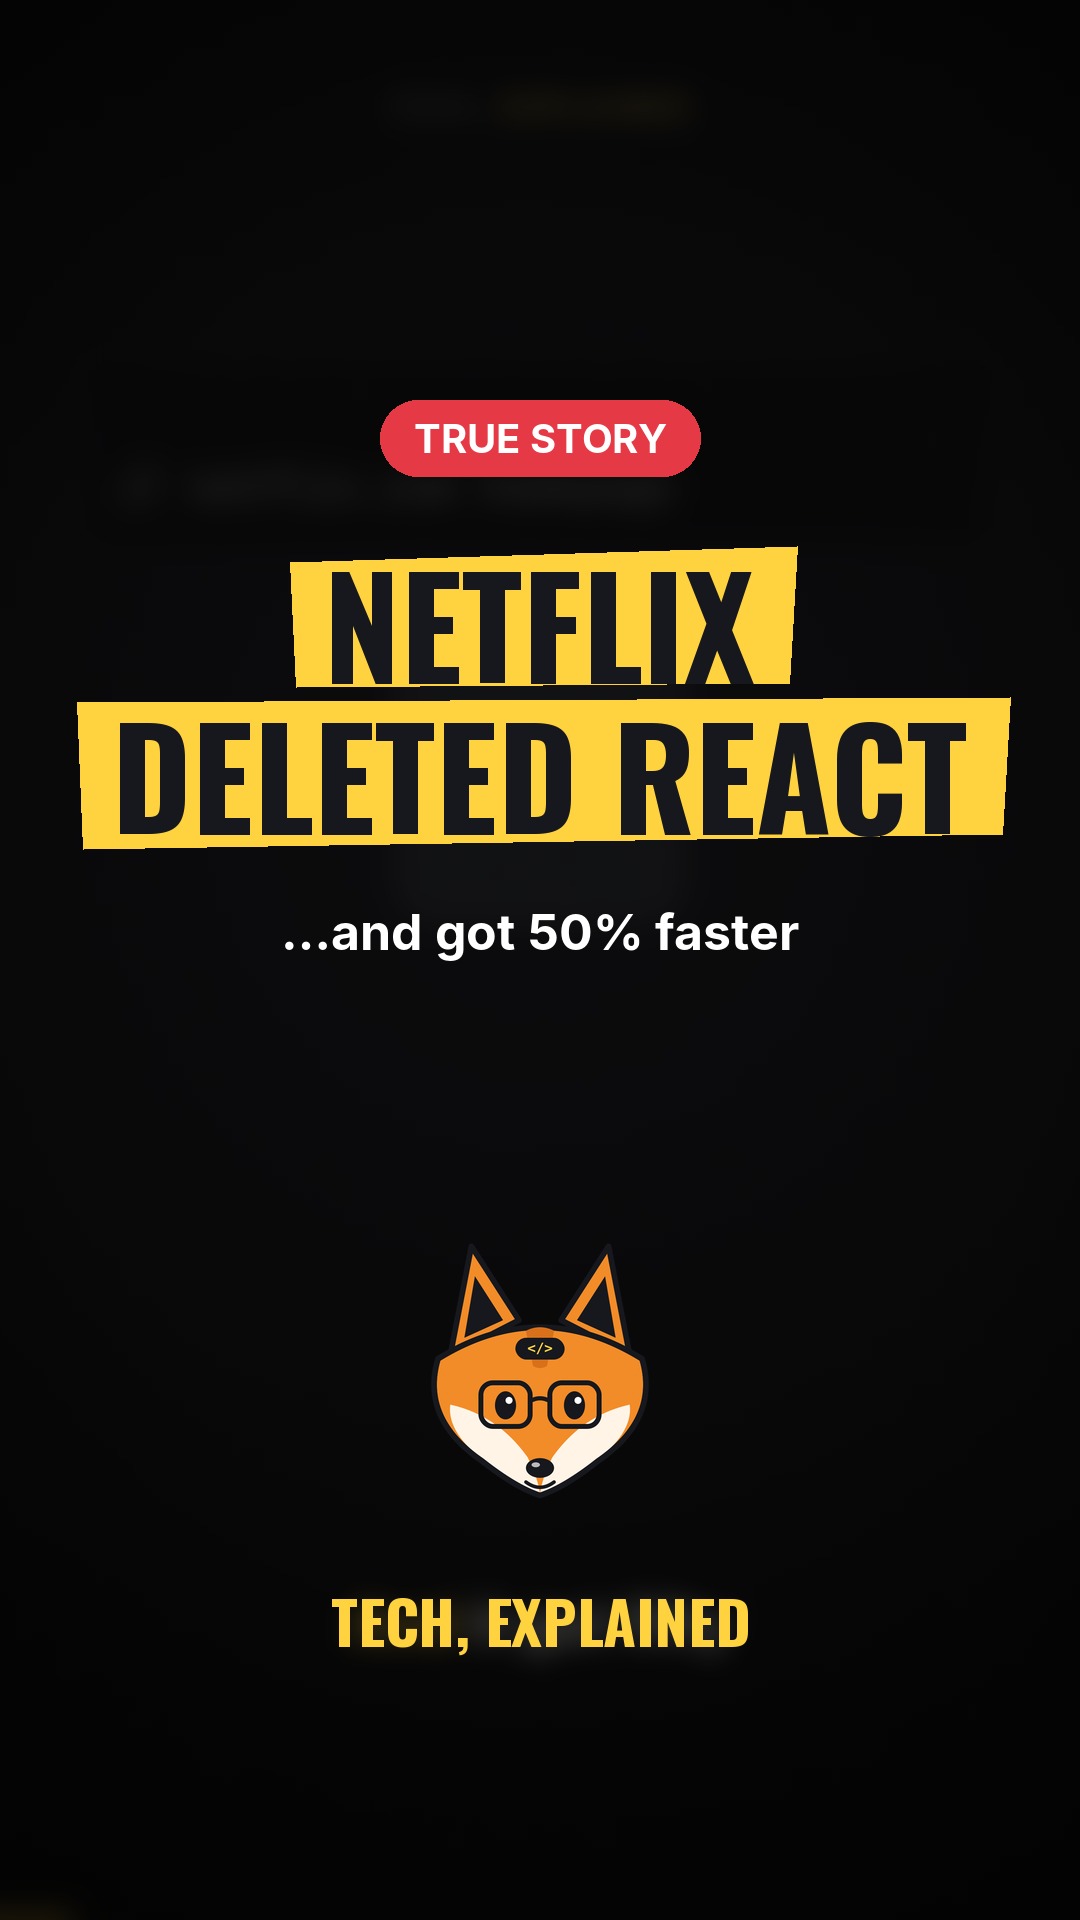 TRUE STORY
NETFLIX
DELETED REACT
...and got 50% faster
</>
TECH, EXPLAINED